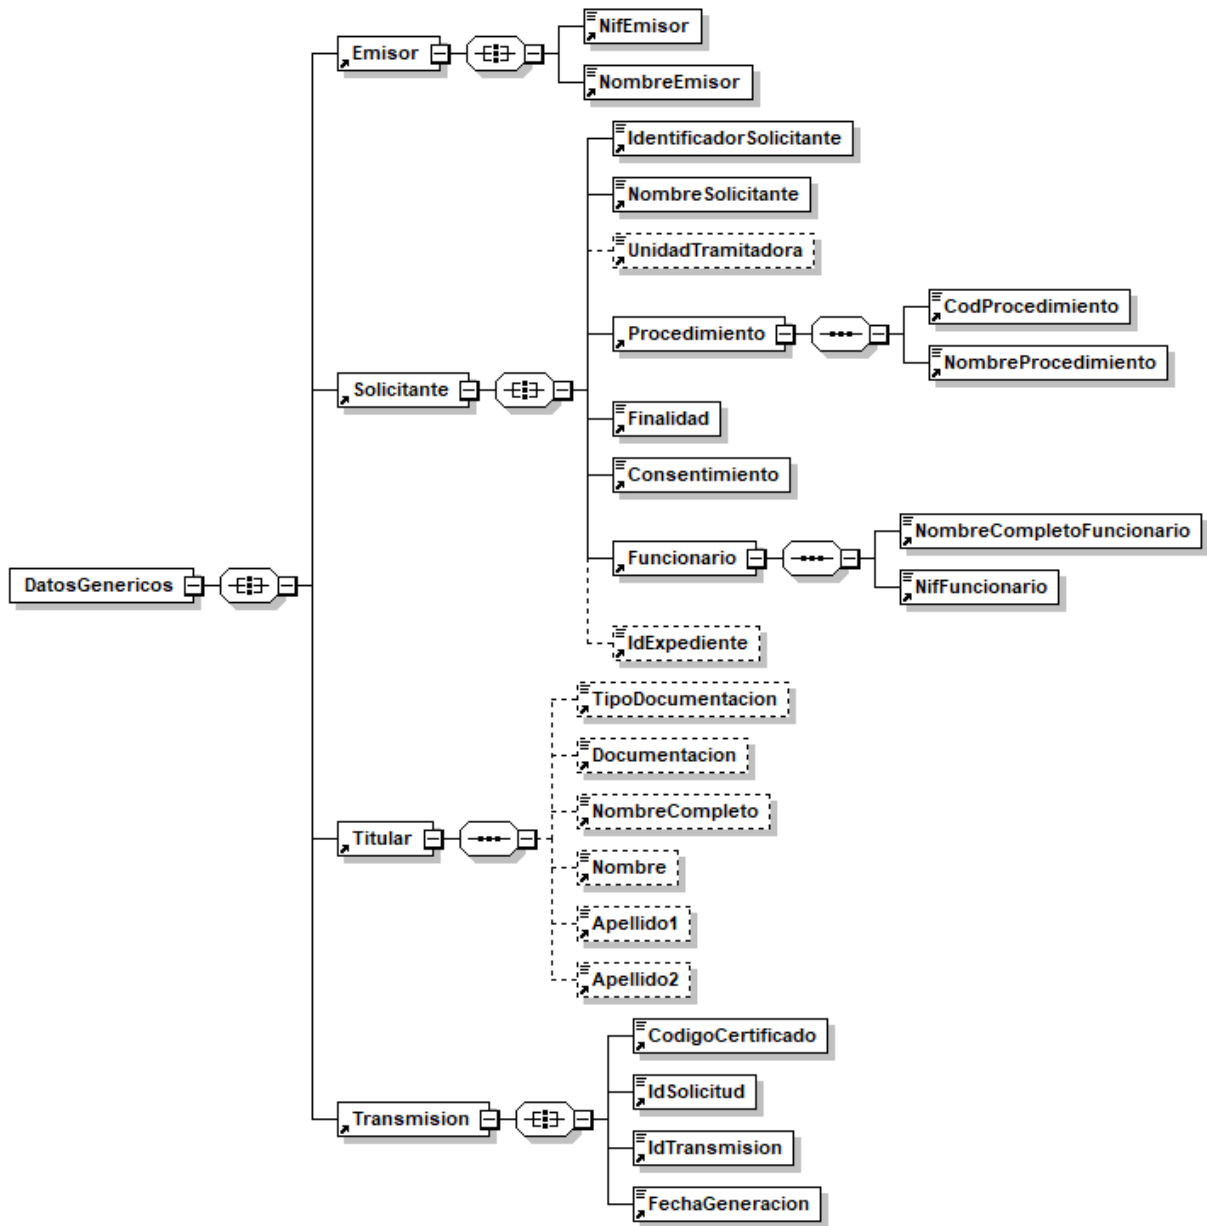 DatosGenericos
Emisor
NifEmisor
NombreEmisor
Solicitante
IdentificadorSolicitante
NombreSolicitante
UnidadTramitadora
Procedimiento
CodProcedimiento
NombreProcedimiento
Finalidad
Consentimiento
Funcionario
NombreCompletoFuncionario
NifFuncionario
IdExpediente
Titular
TipoDocumentacion
Documentacion
NombreCompleto
Nombre
Apellido1
Apellido2
Transmision
CodigoCertificado
IdSolicitud
IdTransmision
FechaGeneracion